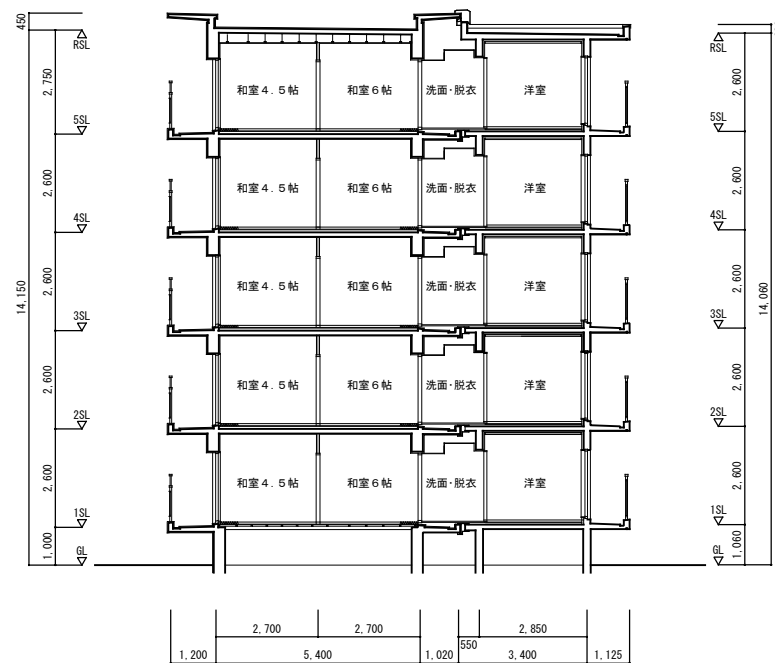 450
RSL
2,750
5SL
2,600
4SL
2,600
14,150
3SL
2,600
2SL
2,600
1SL
1,000
GL
和室4.5帖 和室6帖 洗面・脱衣 洋室
和室4.5帖 和室6帖 洗面・脱衣 洋室
和室4.5帖 和室6帖 洗面・脱衣 洋室
和室4.5帖 和室6帖 洗面・脱衣 洋室
和室4.5帖 和室6帖 洗面・脱衣 洋室
RSL
2,600
5SL
2,600
4SL
2,600
14,060
3SL
2,600
2SL
2,600
1SL
1,060
GL
2,700 2,700 550 2,850
1,200 5,400 1,020 3,400 1,125